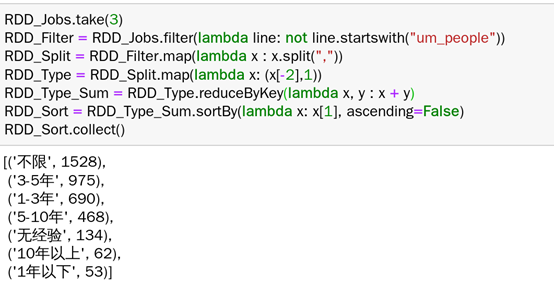 RDD_Jobs.take(3)
RDD_Filter = RDD_Jobs.filter(lambda line: not line.startswith("um_people"))
RDD_Split = RDD_Filter.map(lambda x : x.split(","))
RDD_Type = RDD_Split.map(lambda x: (x[-2],1))
RDD_Type_Sum = RDD_Type.reduceByKey(lambda x, y : x + y)
RDD_Sort = RDD_Type_Sum.sortBy(lambda x: x[1], ascending=False)
RDD_Sort.collect()
[('不限', 1528),
('3-5年', 975),
('1-3年', 690),
('5-10年', 468),
('无经验', 134),
('10年以上', 62),
('1年以下', 53)]